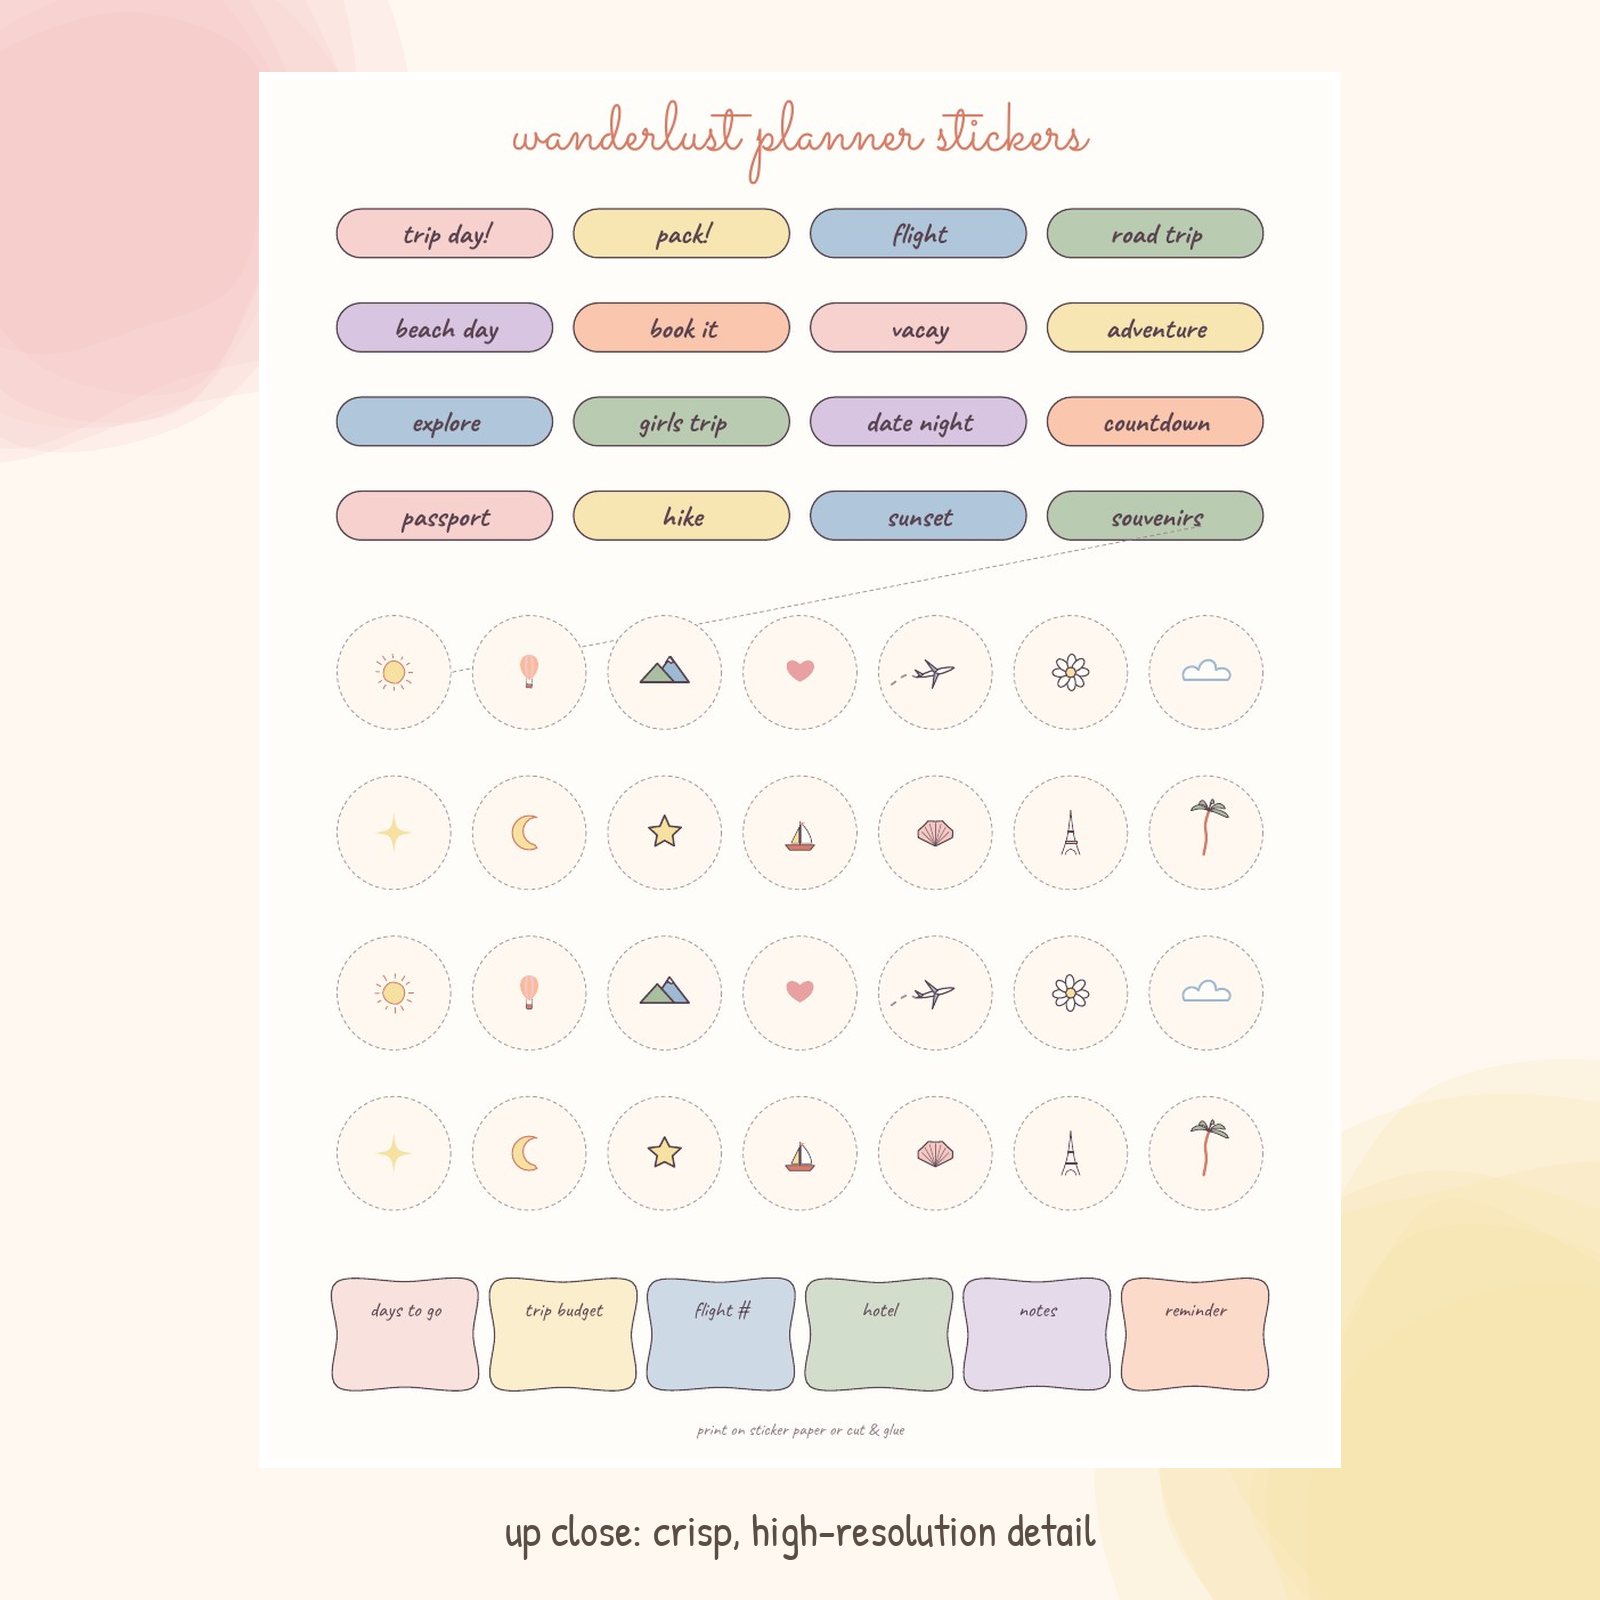 wanderlust planner stickers
trip day! pack! flight road trip
beach day book it vacay adventure
explore girls trip date night countdown
passport hike sunset souvenirs
days to go trip budget flight # hotel notes reminder
print on sticker paper or cut & glue
up close: crisp, high-resolution detail